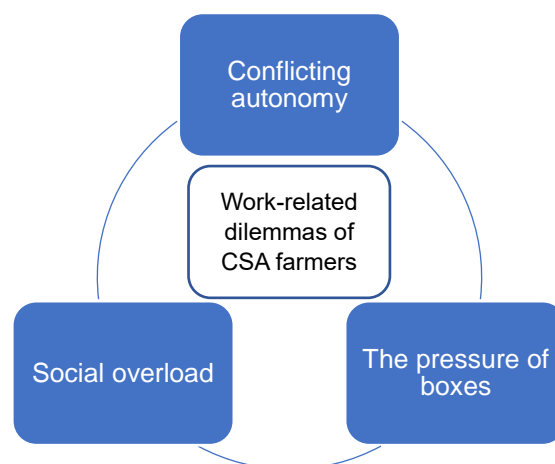 Conflicting
autonomy
Work-related
dilemmas of
CSA farmers
Social overload
The pressure of
boxes